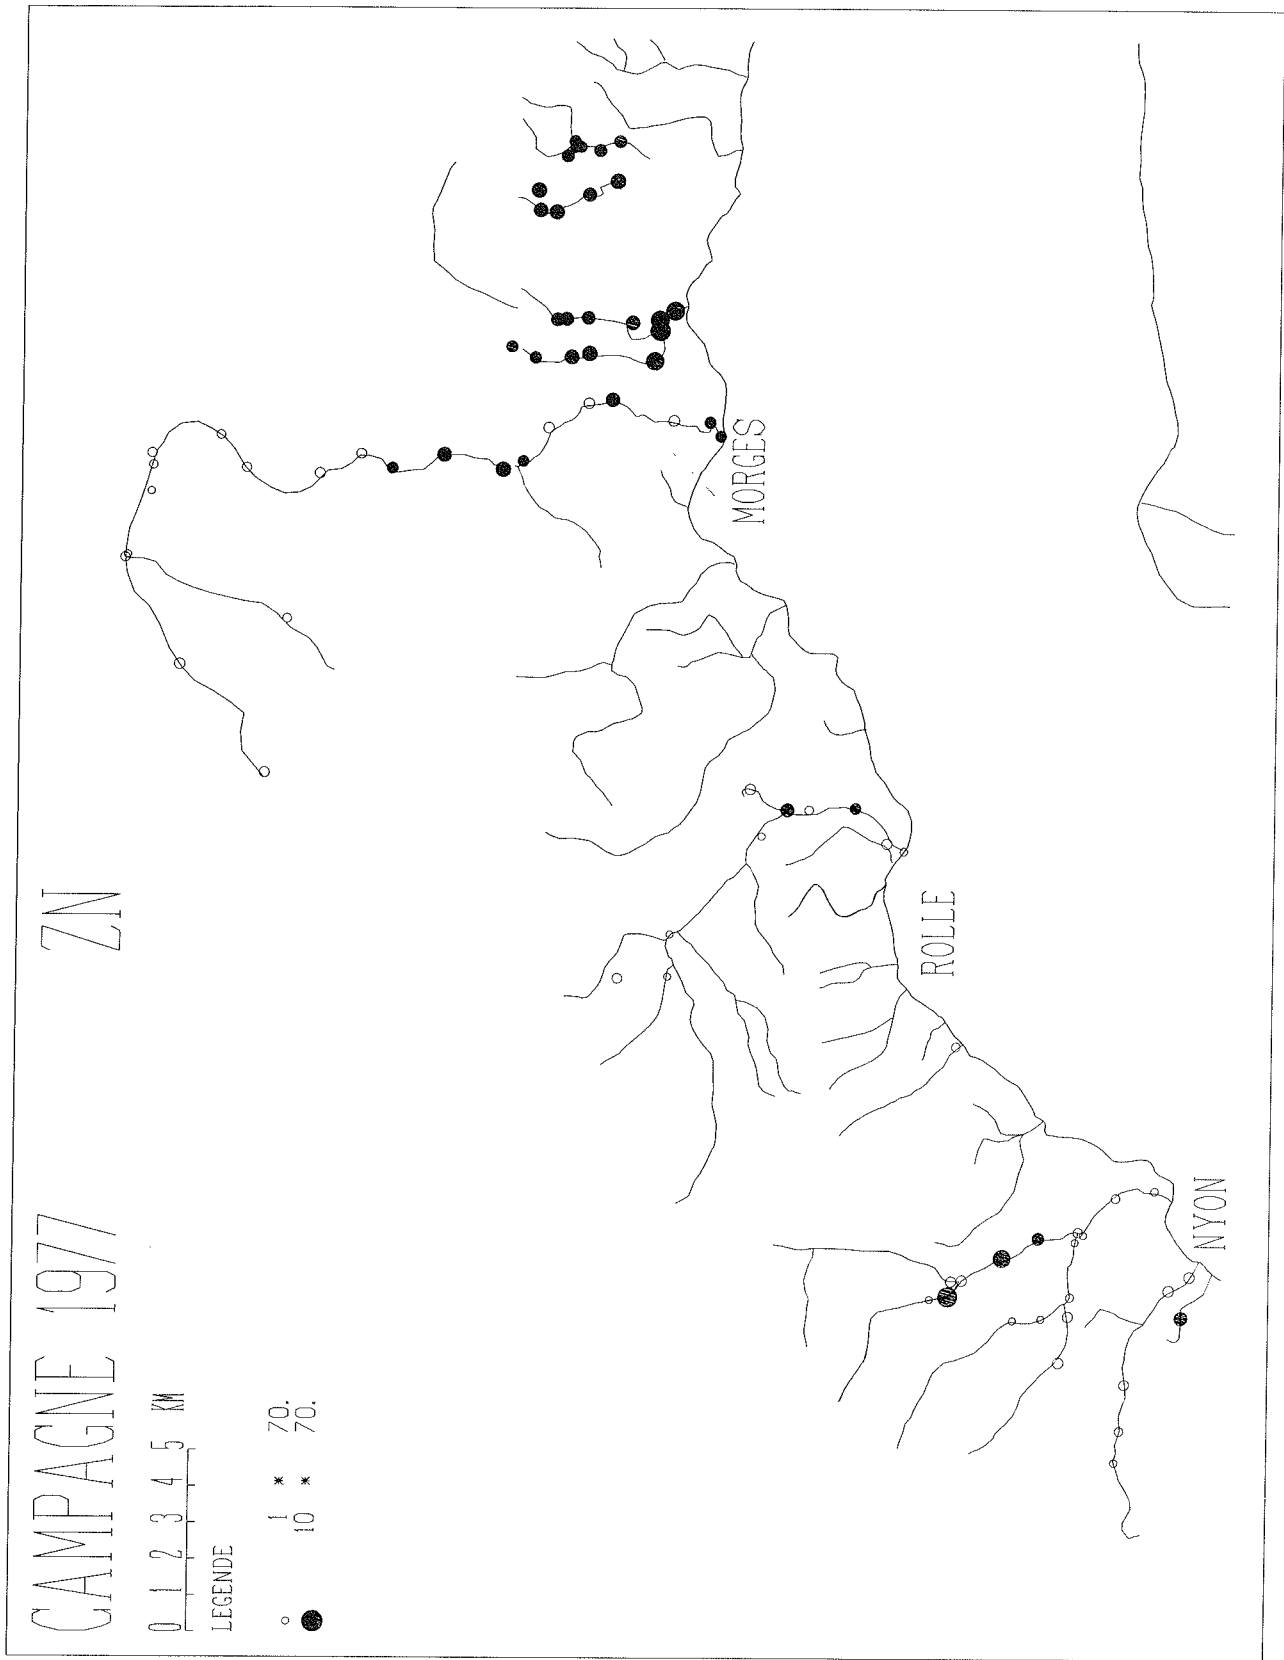 CAMPAGNE 1977 ZN
0 1 2 3 4 5 KM
LEGENDE
1 * 70.
10 * 70.
MORGES
ROLLE
NYON